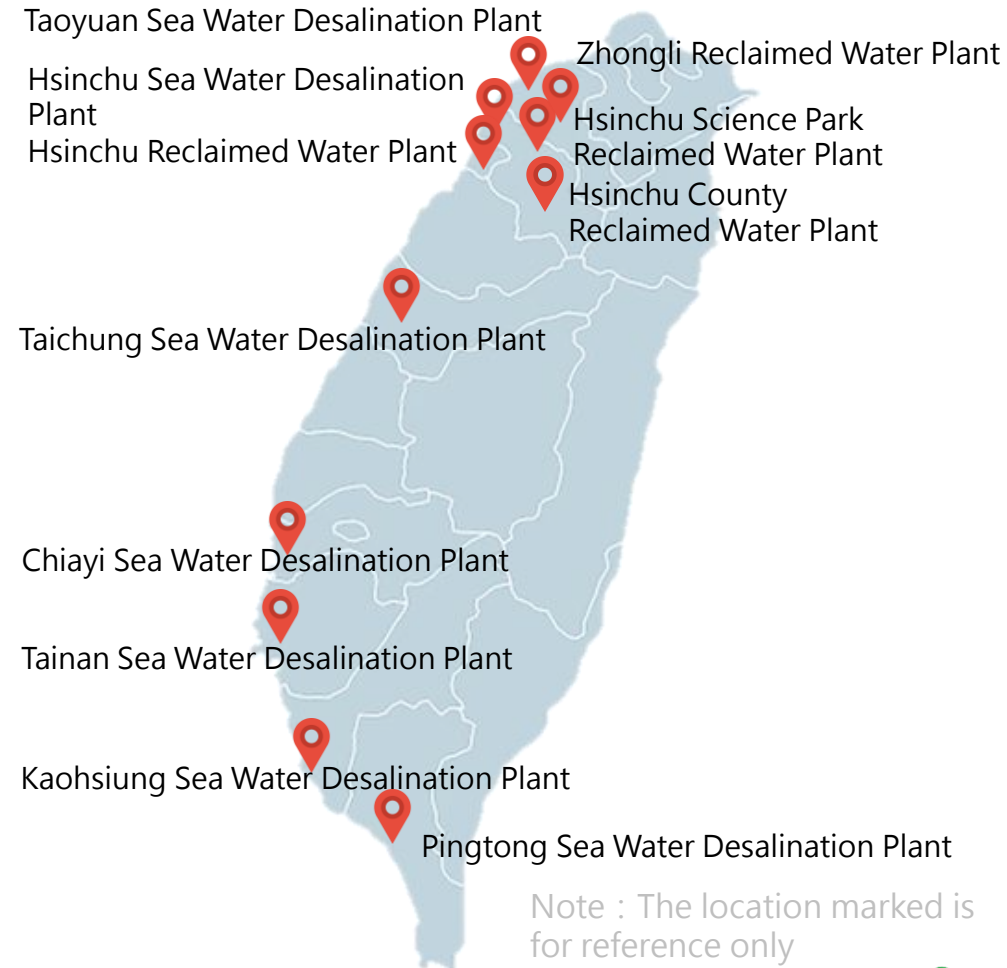 Taoyuan Sea Water Desalination Plant
Zhongli Reclaimed Water Plant
Hsinchu Sea Water Desalination
Plant
Hsinchu Reclaimed Water Plant
Hsinchu Science Park
Reclaimed Water Plant
Hsinchu County
Reclaimed Water Plant
Taichung Sea Water Desalination Plant
Chiayi Sea Water Desalination Plant
Tainan Sea Water Desalination Plant
Kaohsiung Sea Water Desalination Plant
Pingtong Sea Water Desalination Plant
Note：The location marked is
for reference only